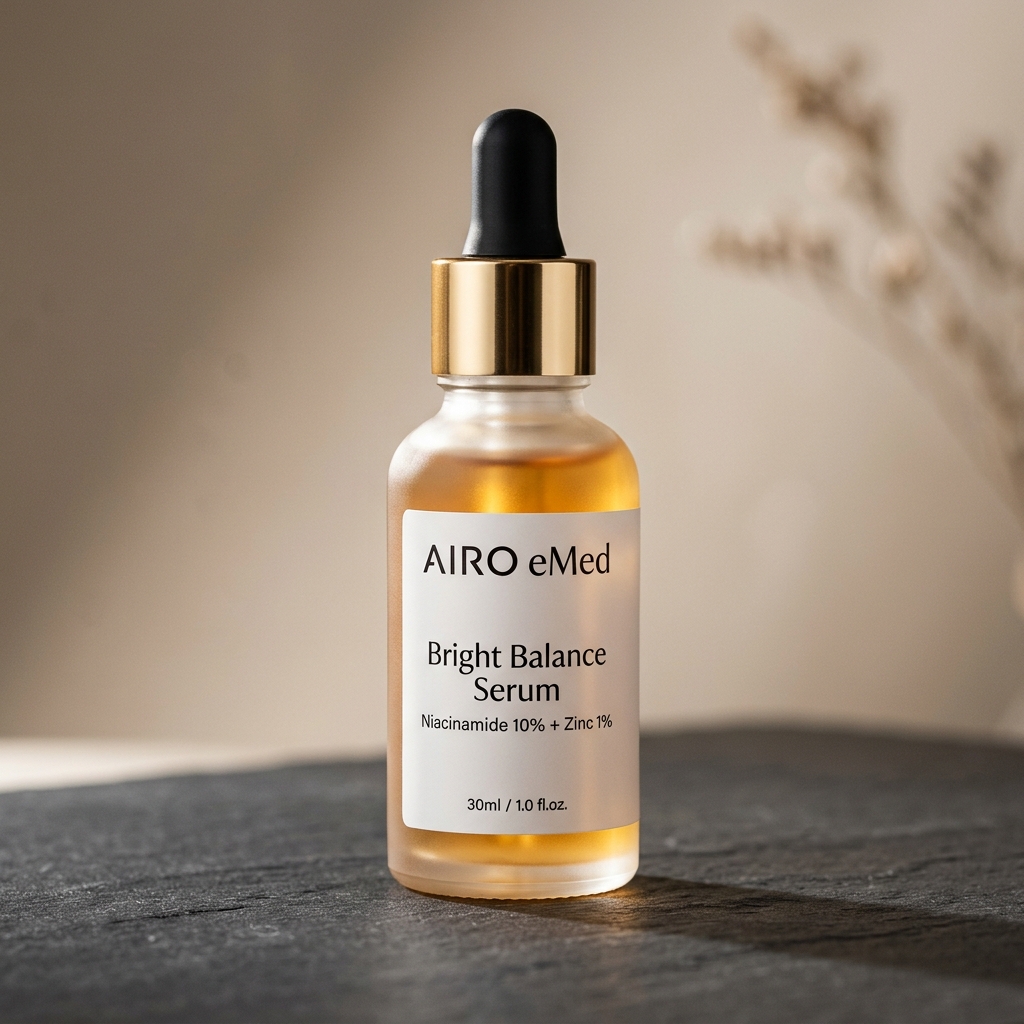 AIRO eMed
Bright Balance
Serum
Niacinamide 10% + Zinc 1%
30ml / 1.0 fl.oz.